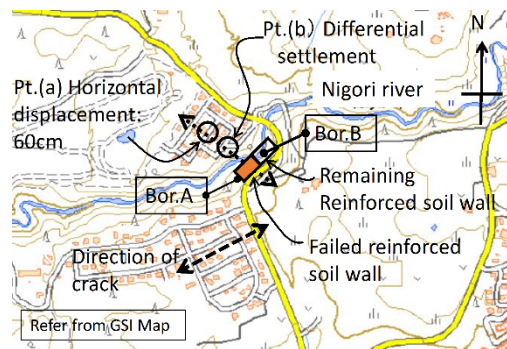 Pt.(b) Differential
settlement
N
Pt.(a) Horizontal
displacement:
60cm
Nigori river
Bor.B
Bor.A
Remaining
Reinforced soil wall
Failed reinforced
soil wall
Direction of
crack
Refer from GSI Map